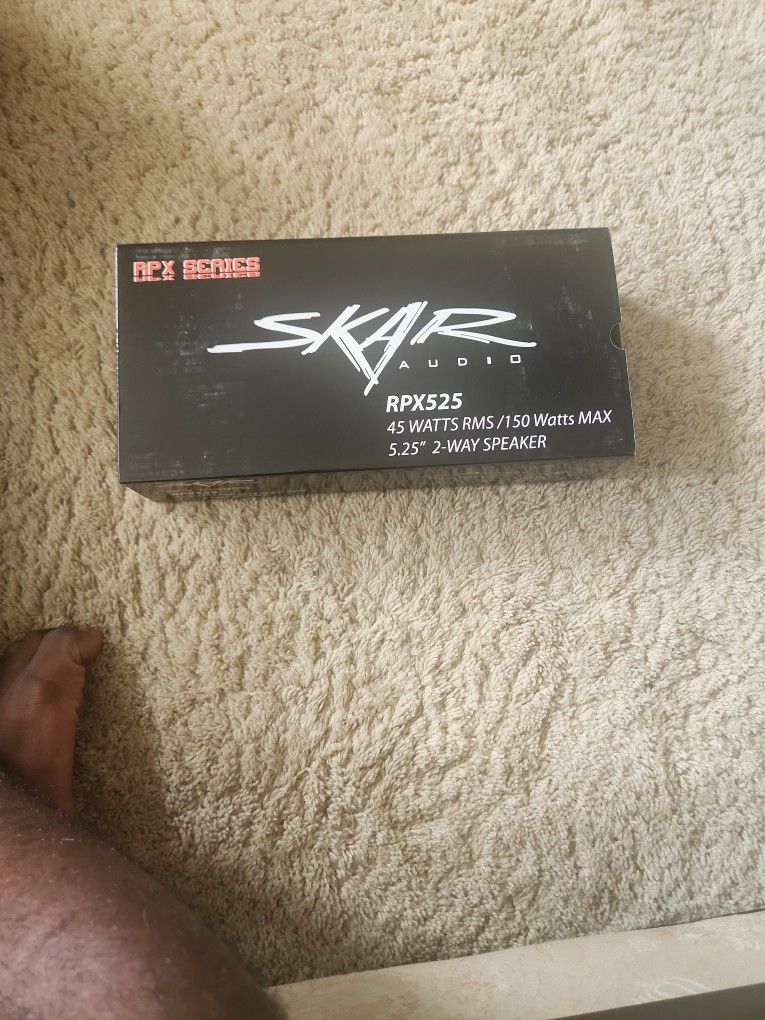 RPX SERIES
SKAR
AUDIO
RPX525
45 WATTS RMS /150 Watts MAX
5.25" 2-WAY SPEAKER